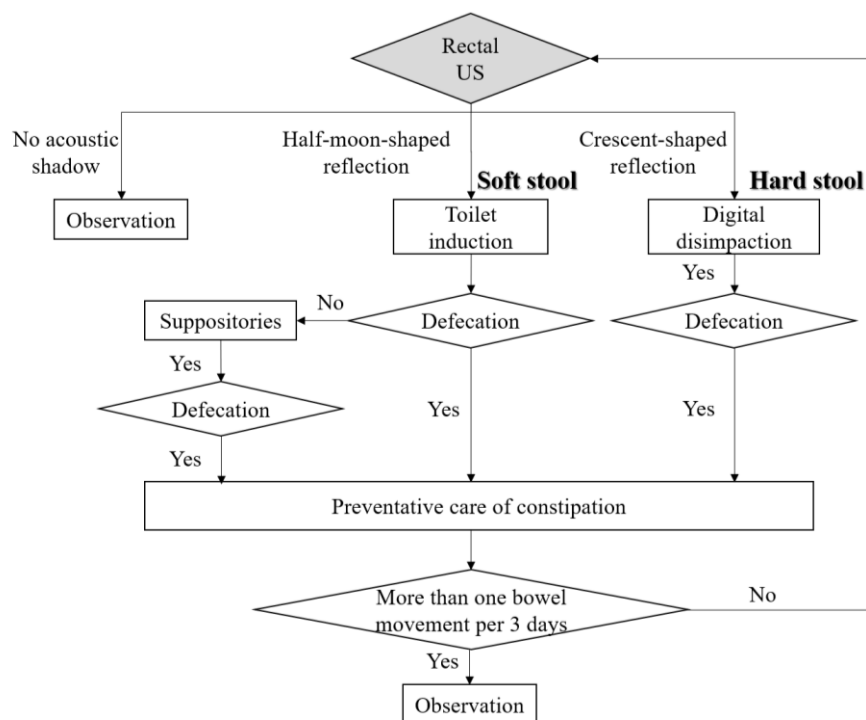 Rectal
US
No acoustic
shadow
Half-moon-shaped
reflection
Crescent-shaped
reflection
Soft stool
Hard stool
Observation
Toilet
induction
Digital
disimpaction
Yes
No
Suppositories
Defecation
Defecation
Yes
Defecation
Yes
Yes
Yes
Preventative care of constipation
More than one bowel
movement per 3 days
No
Yes
Observation